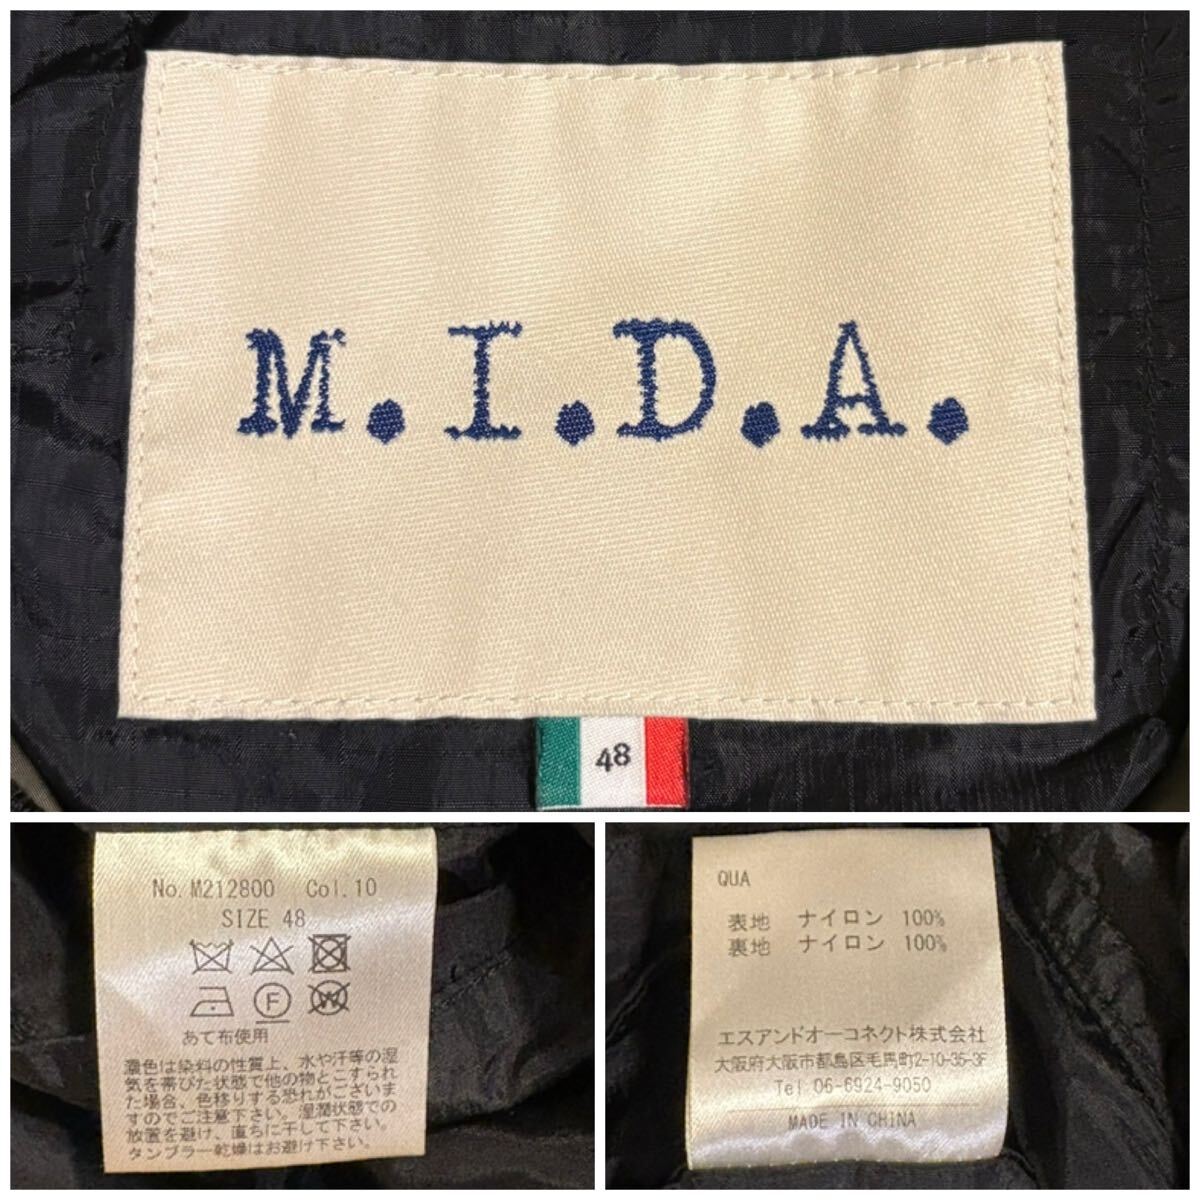 M.I.D.A.
48
No. M212800 Col.10
SIZE 48
F
W
あて布使用
濃色は染料の性質上、水や汗等の湿
気を帯びた状態で他の物とこすられ
た場合、色移りする恐れがございま
すのでご注意下さい。湿潤状態での
放置を避け、直ちに干して下さい。
タンブラー乾燥はお避け下さい。
QUA
表地 ナイロン 100%
裏地 ナイロン 100%
エスアンドオーコネクト株式会社
大阪府大阪市都島区毛馬町2-10-35-3F
Tel 06-6924-9050
MADE IN CHINA